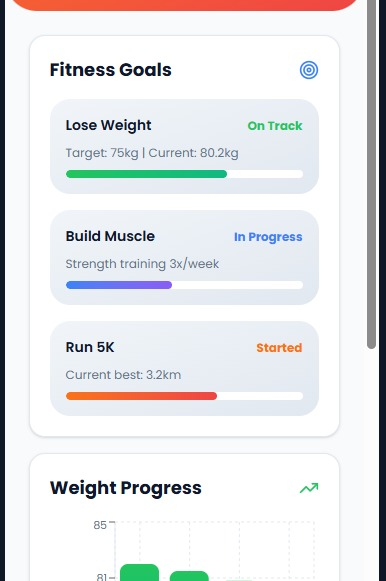 Fitness Goals
Lose Weight On Track
Target: 75kg | Current: 80.2kg
Build Muscle In Progress
Strength training 3x/week
Run 5K Started
Current best: 3.2km
Weight Progress
85
81